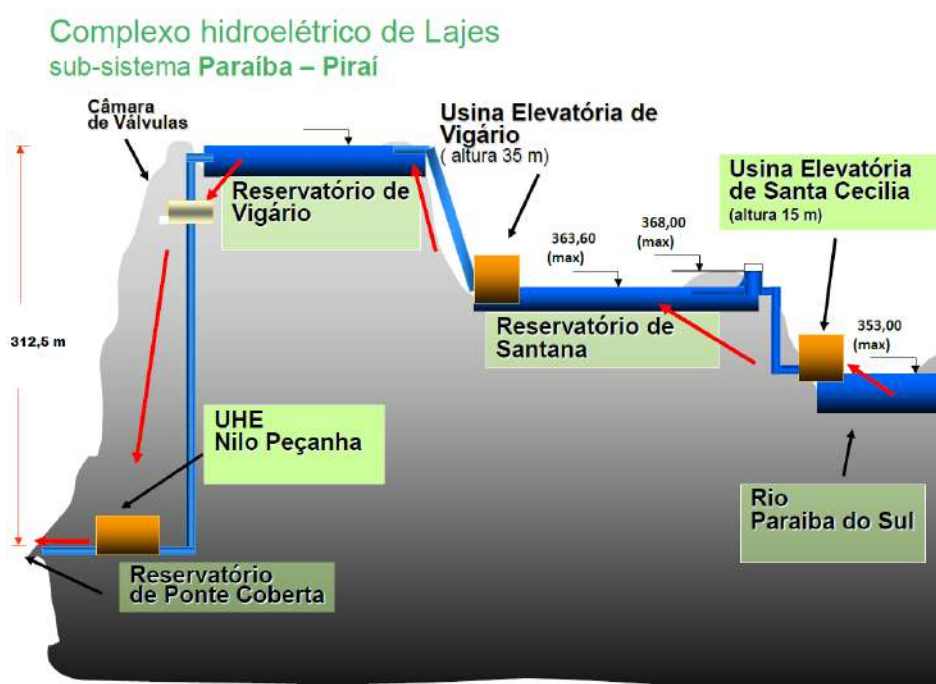 Complexo hidroelétrico de Lajes
sub-sistema Paraíba – Piraí
Câmara
de Válvulas
Usina Elevatória de
Vigário
( altura 35 m)
Usina Elevatória
de Santa Cecilia
(altura 15 m)
Reservatório de
Vigário
363,60
(max)
368,00
(max)
Reservatório de
Santana
353,00
(max)
312,5 m
UHE
Nilo Peçanha
Rio
Paraiba do Sul
Reservatório
de Ponte Coberta